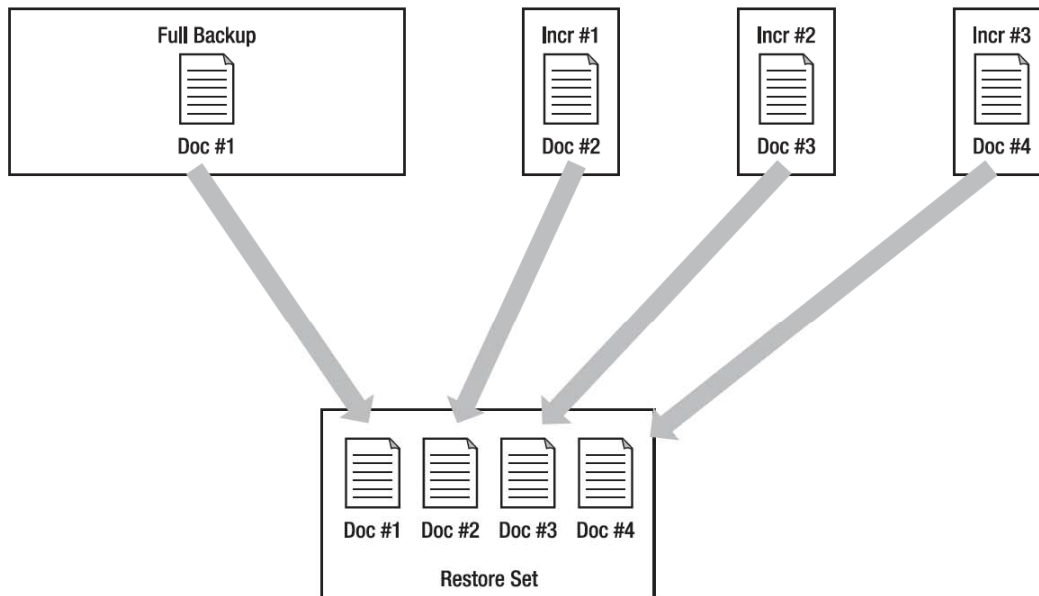 Full Backup
Doc #1
Incr #1
Doc #2
Incr #2
Doc #3
Incr #3
Doc #4
Doc #1 Doc #2 Doc #3 Doc #4
Restore Set